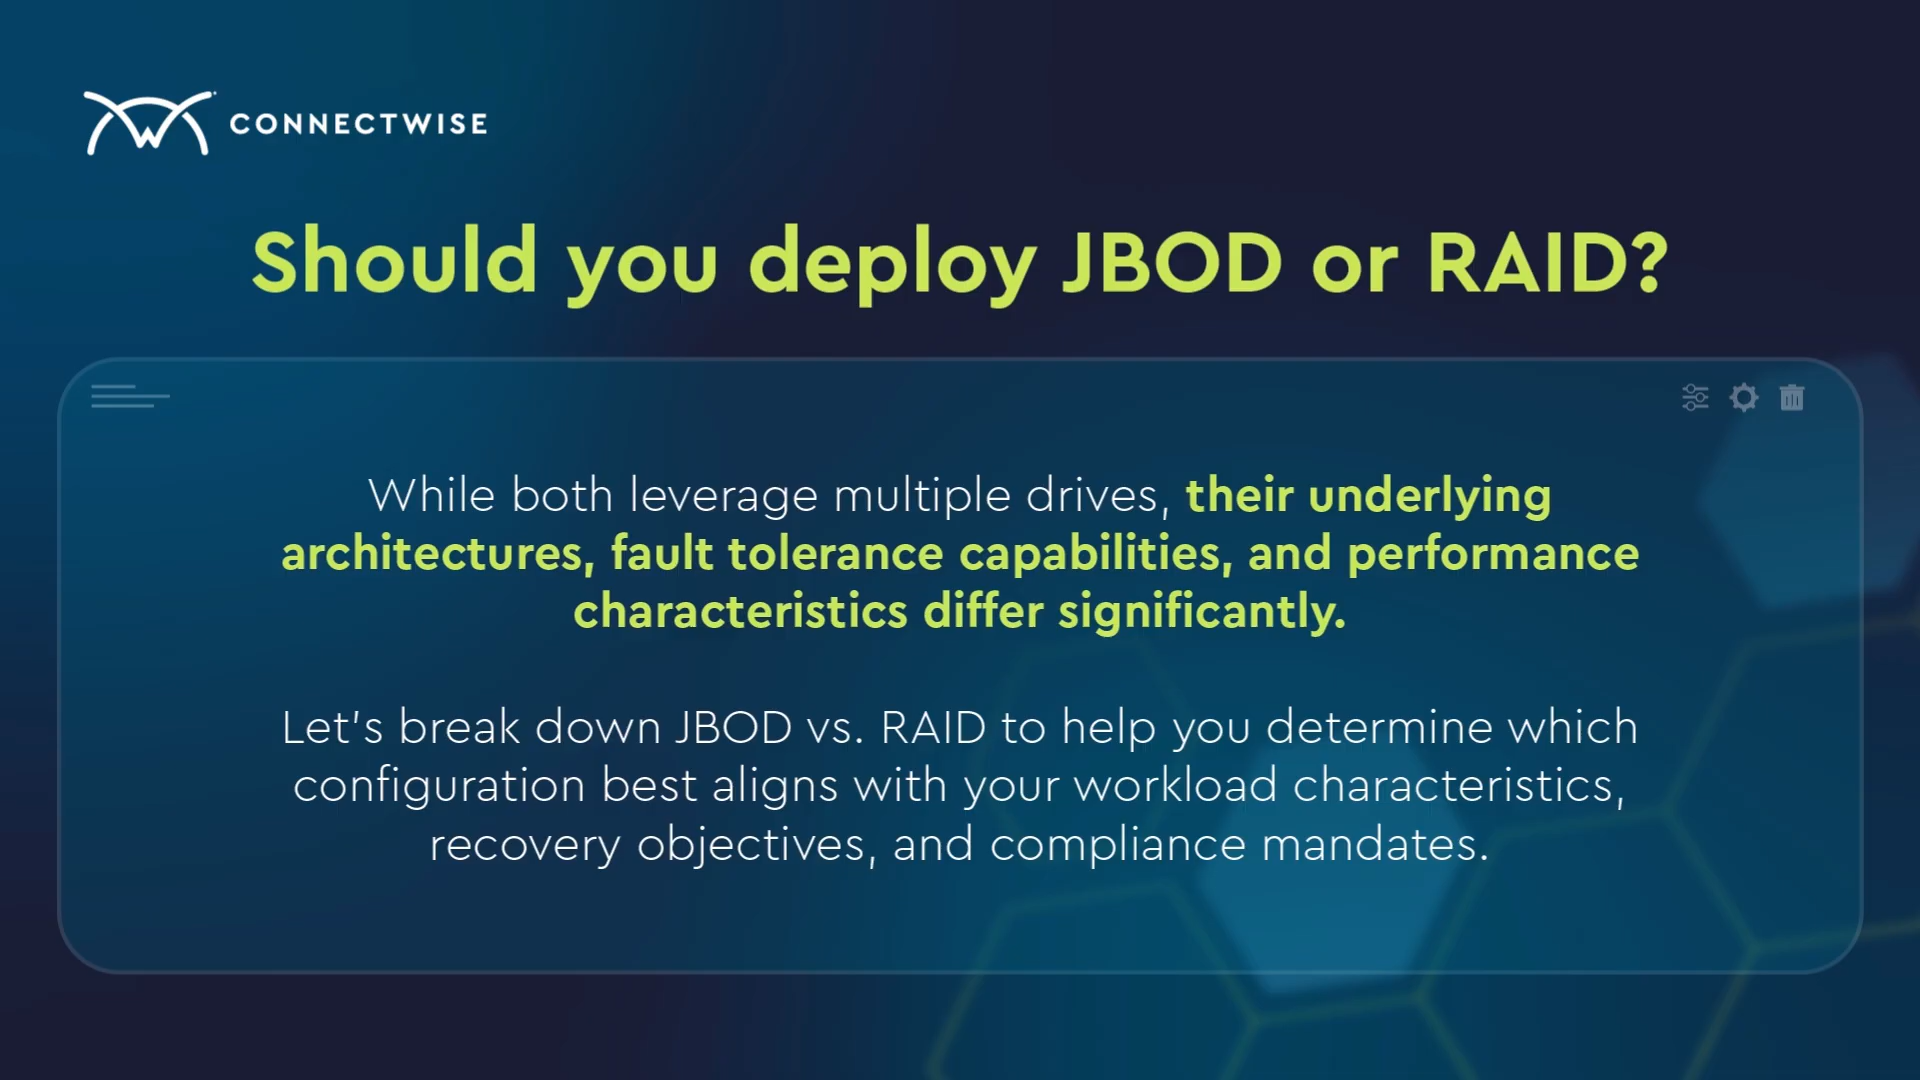 CONNECTWISE
Should you deploy JBOD or RAID?
While both leverage multiple drives, their underlying
architectures, fault tolerance capabilities, and performance
characteristics differ significantly.
Let's break down JBOD vs. RAID to help you determine which
configuration best aligns with your workload characteristics,
recovery objectives, and compliance mandates.